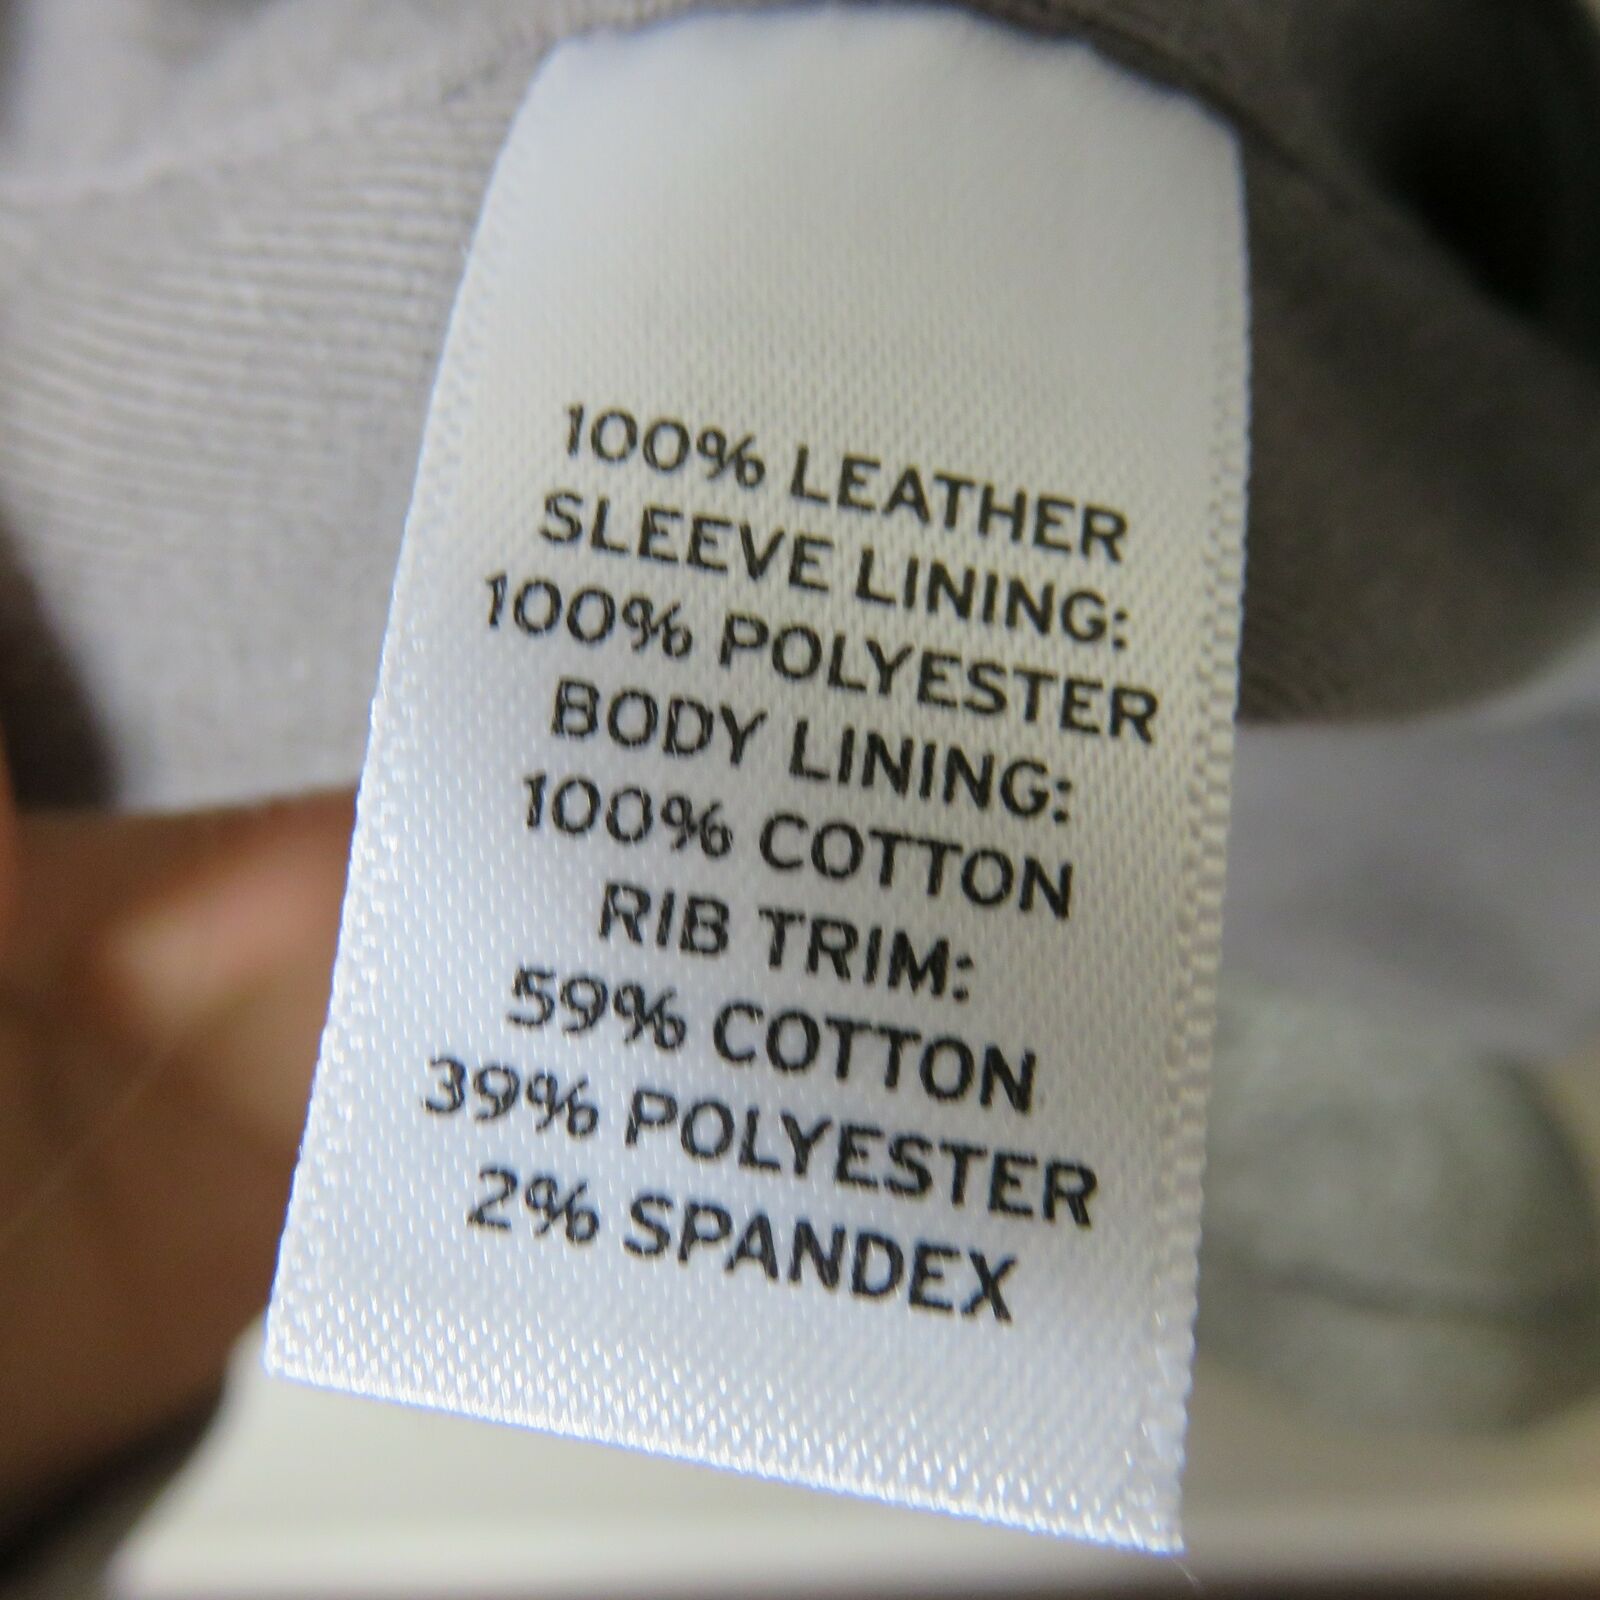 100% LEATHER
SLEEVE LINING:
100% POLYESTER
BODY LINING:
100% COTTON
RIB TRIM:
59% COTTON
39% POLYESTER
2% SPANDEX